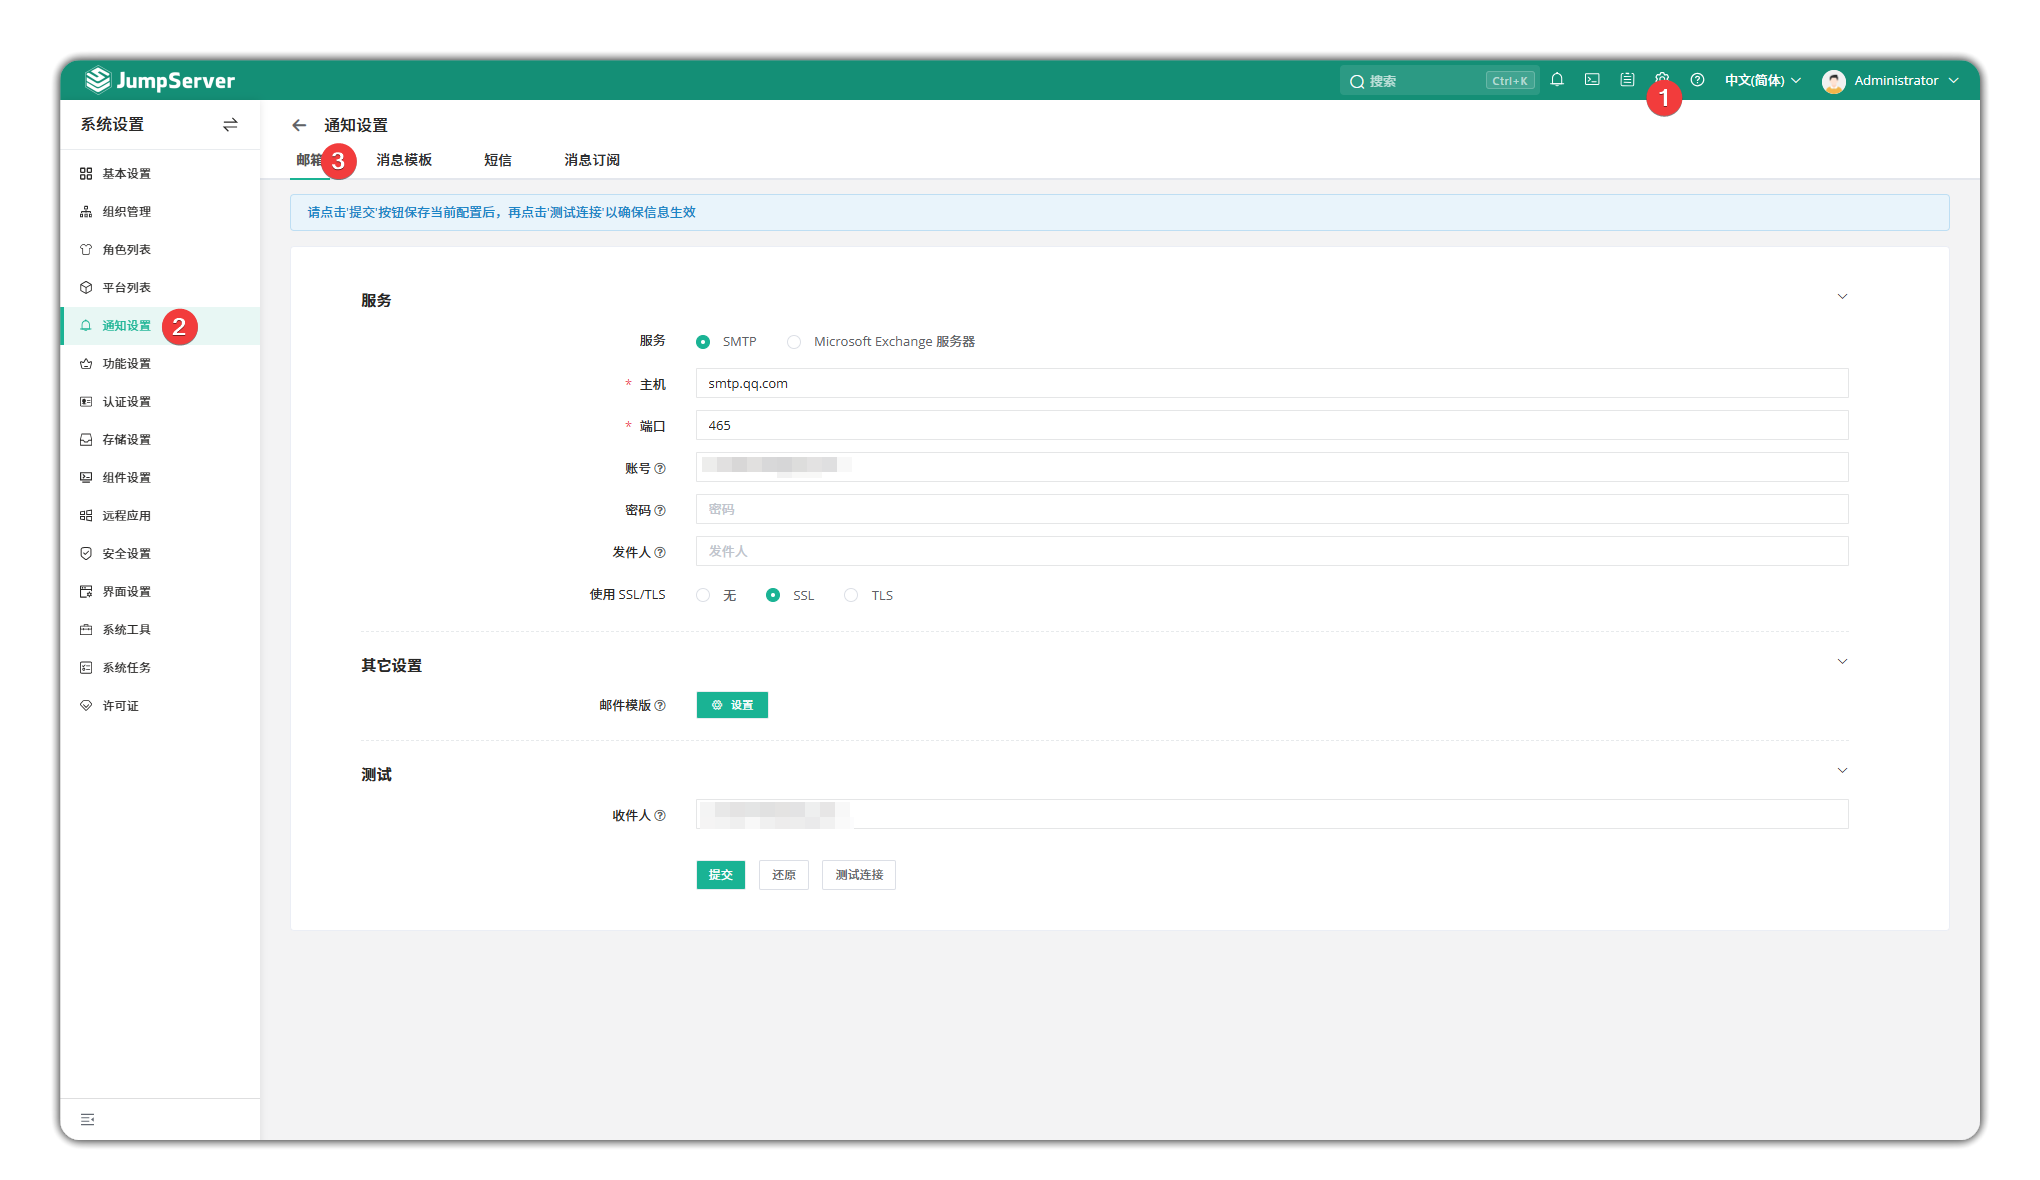 JumpServer
搜索 Ctrl+K
中文(简体) Administrator
1
系统设置
通知设置
邮箱 3 消息模板 短信 消息订阅
基本设置
组织管理
角色列表
平台列表
通知设置 2
功能设置
认证设置
存储设置
组件设置
远程应用
安全设置
界面设置
系统工具
系统任务
许可证
请点击'提交'按钮保存当前配置后，再点击'测试连接'以确保信息生效
服务
服务 SMTP Microsoft Exchange 服务器
* 主机 smtp.qq.com
* 端口 465
账号
密码 密码
发件人 发件人
使用 SSL/TLS 无 SSL TLS
其它设置
邮件模版 设置
测试
收件人
提交 还原 测试连接